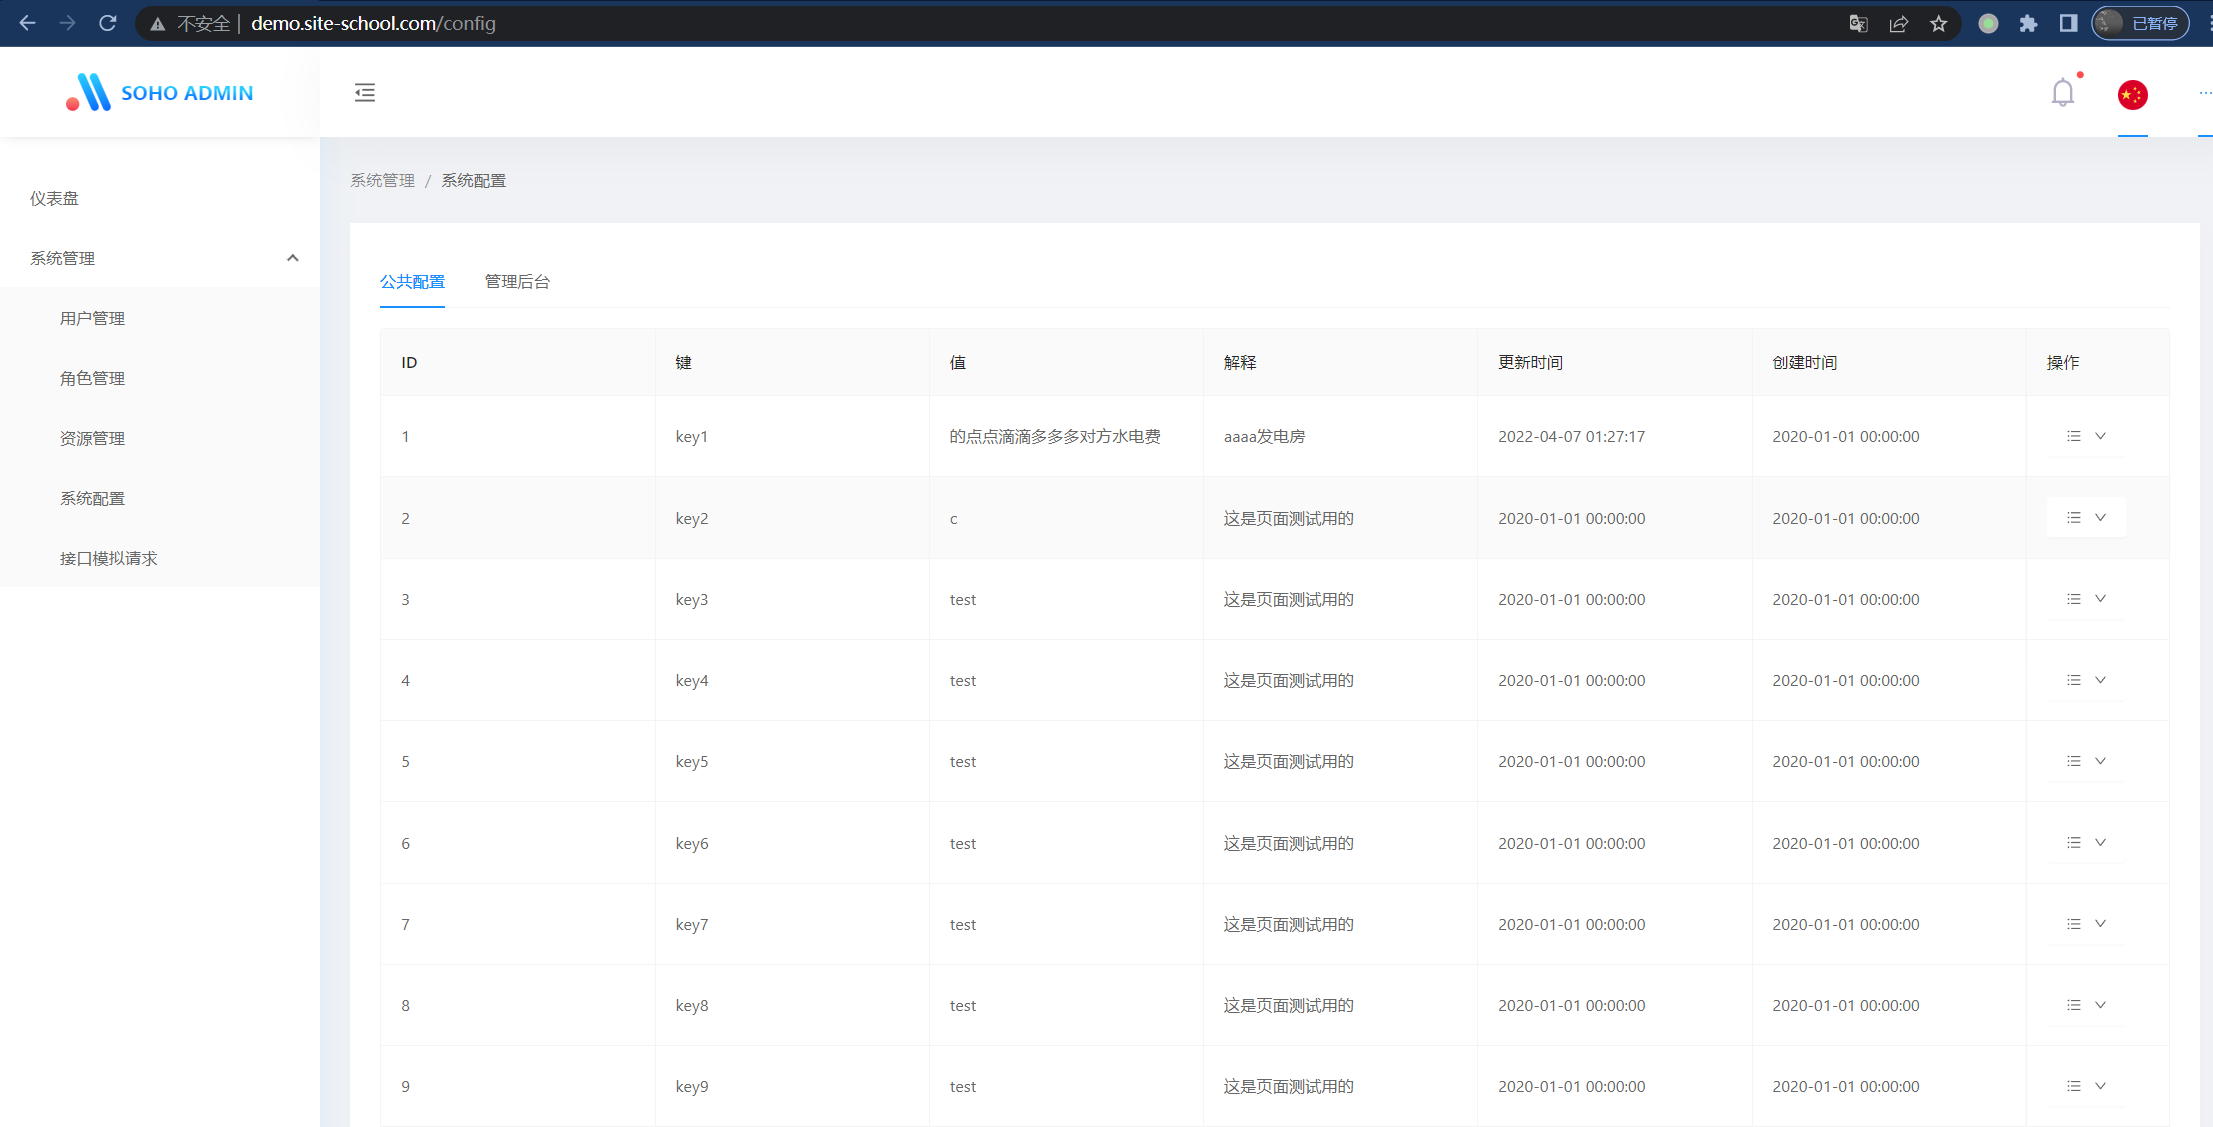 不安全 | demo.site-school.com/config
已暂停
SOHO ADMIN
...
仪表盘
系统管理
用户管理
角色管理
资源管理
系统配置
接口模拟请求
系统管理 / 系统配置
公共配置 管理后台
ID 键 值 解释 更新时间 创建时间 操作
1 key1 的点点滴滴多多多对方水电费 aaaa发电房 2022-04-07 01:27:17 2020-01-01 00:00:00
2 key2 c 这是页面测试用的 2020-01-01 00:00:00 2020-01-01 00:00:00
3 key3 test 这是页面测试用的 2020-01-01 00:00:00 2020-01-01 00:00:00
4 key4 test 这是页面测试用的 2020-01-01 00:00:00 2020-01-01 00:00:00
5 key5 test 这是页面测试用的 2020-01-01 00:00:00 2020-01-01 00:00:00
6 key6 test 这是页面测试用的 2020-01-01 00:00:00 2020-01-01 00:00:00
7 key7 test 这是页面测试用的 2020-01-01 00:00:00 2020-01-01 00:00:00
8 key8 test 这是页面测试用的 2020-01-01 00:00:00 2020-01-01 00:00:00
9 key9 test 这是页面测试用的 2020-01-01 00:00:00 2020-01-01 00:00:00